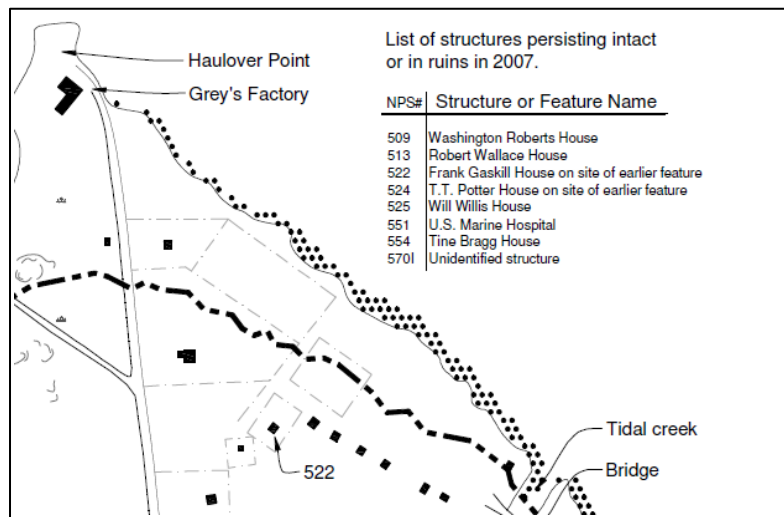 Haulover Point
Grey's Factory
List of structures persisting intact
or in ruins in 2007.
NPS# Structure or Feature Name
509 Washington Roberts House
513 Robert Wallace House
522 Frank Gaskill House on site of earlier feature
524 T.T. Potter House on site of earlier feature
525 Will Willis House
551 U.S. Marine Hospital
554 Tine Bragg House
570I Unidentified structure
Tidal creek
Bridge
522